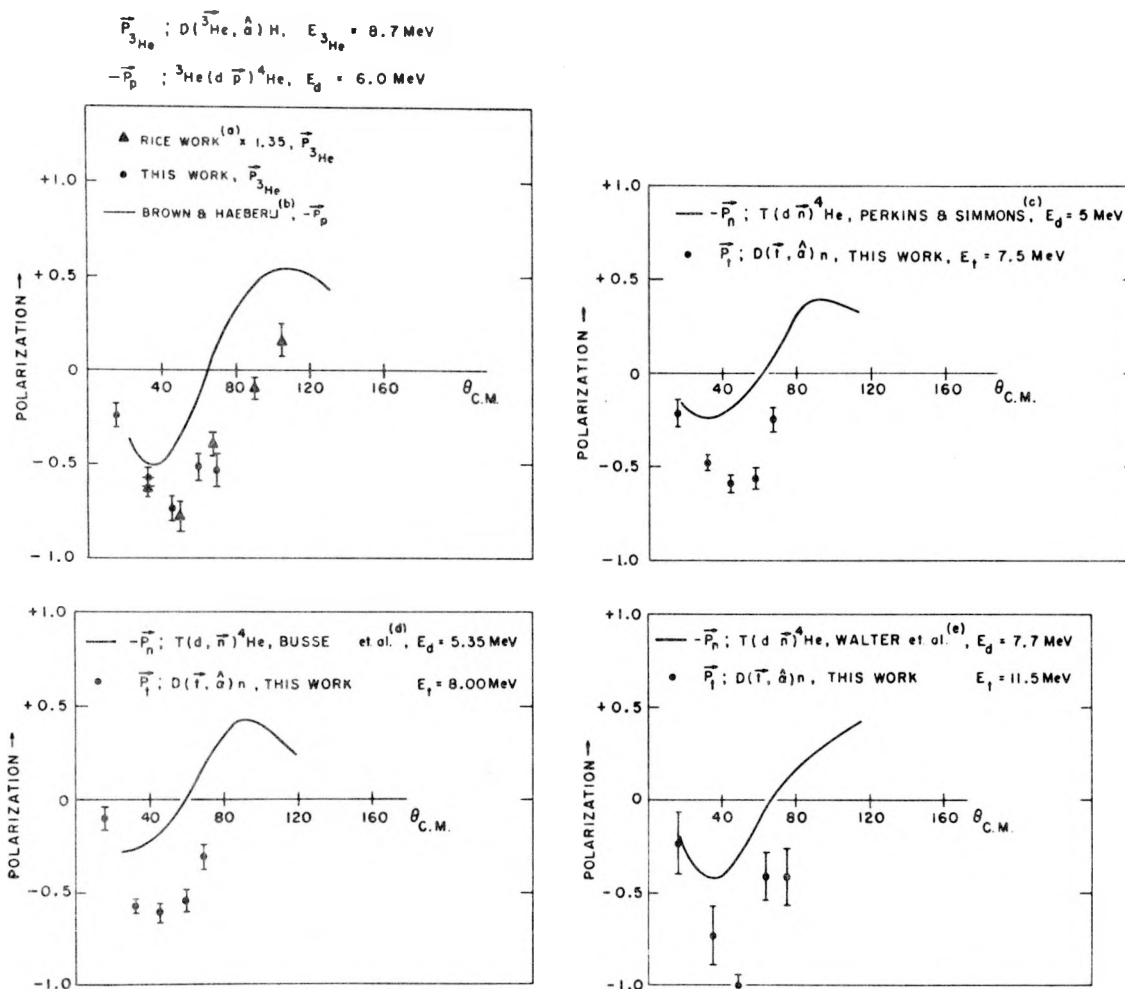 P⃗3He ; D(3H⃗e, â) H, E3He = 8.7 MeV
−P⃗p ; 3He(d p⃗)4He, Ed = 6.0 MeV
▲ RICE WORK(a) x 1.35, P⃗3He
• THIS WORK, P⃗3He
— BROWN & HAEBERLI(b), −P⃗p
+1.0
+0.5
0
−0.5
−1.0
40 80 120 160 θC.M.
POLARIZATION →
— −P⃗n ; T(d n⃗)4He, PERKINS & SIMMONS,(c) Ed = 5 MeV
• P⃗t ; D(t⃗, â)n, THIS WORK, Et = 7.5 MeV
+1.0
+0.5
0
−0.5
−1.0
40 80 120 160 θC.M.
POLARIZATION →
— −P⃗n ; T(d, n⃗)4He, BUSSE et al.(d), Ed = 5.35 MeV
• P⃗t ; D(t⃗, â)n, THIS WORK Et = 8.00 MeV
+1.0
+0.5
0
−0.5
−1.0
40 80 120 160 θC.M.
POLARIZATION →
— −P⃗n ; T(d n⃗)4He, WALTER et al.(e), Ed = 7.7 MeV
• P⃗t ; D(t⃗, â)n, THIS WORK Et = 11.5 MeV
+1.0
+0.5
0
−0.5
−1.0
40 80 120 160 θC.M.
POLARIZATION →